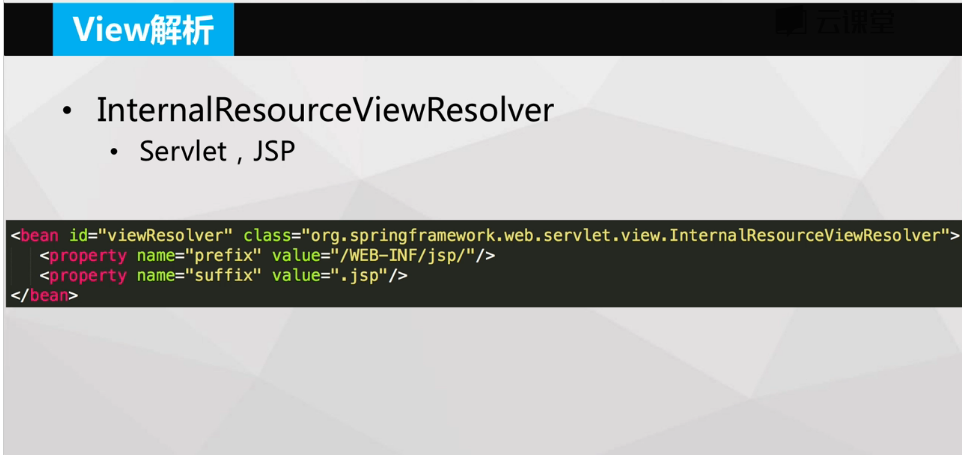 View解析
云课堂
• InternalResourceViewResolver
• Servlet，JSP
<bean id="viewResolver" class="org.springframework.web.servlet.view.InternalResourceViewResolver">
<property name="prefix" value="/WEB-INF/jsp/"/>
<property name="suffix" value=".jsp"/>
</bean>